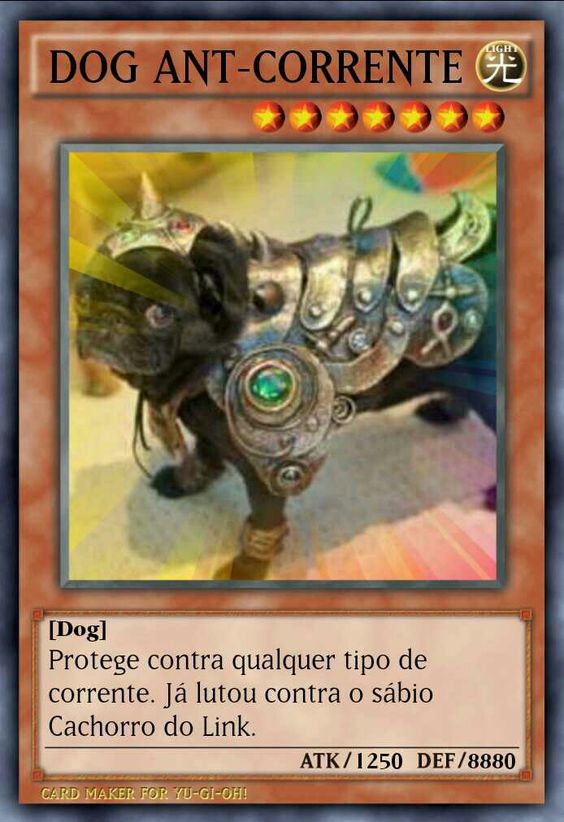 DOG ANT-CORRENTE
LIGHT
光
[Dog]
Protege contra qualquer tipo de
corrente. Já lutou contra o sábio
Cachorro do Link.
ATK/1250 DEF/8880
CARD MAKER FOR YU-GI-OH!